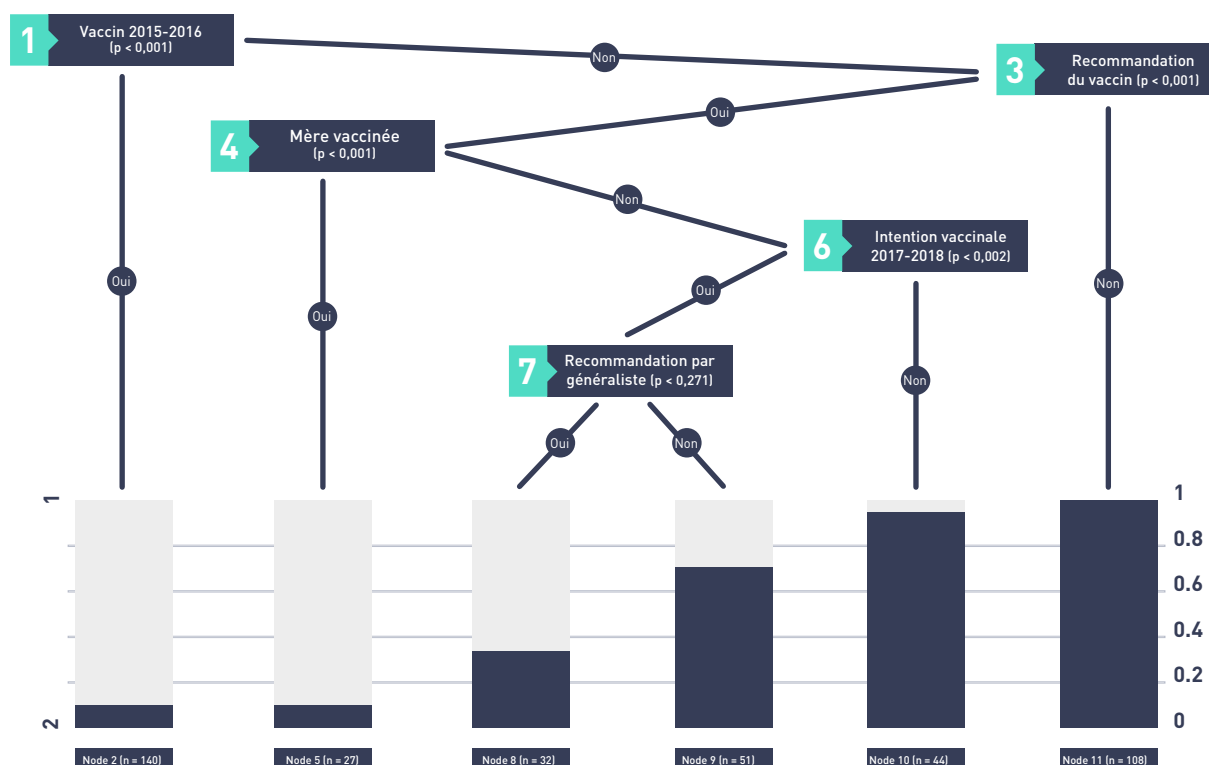 1
Vaccin 2015-2016
(p < 0,001)
Non
3
Recommandation
du vaccin (p < 0,001)
Oui
4
Mère vaccinée
(p < 0,001)
Non
6
Intention vaccinale
2017-2018 (p < 0,002)
Oui
Oui
Non
Oui
7
Recommandation par
généraliste (p < 0,271)
Non
Oui
Non
1
2
1
0.8
0.6
0.4
0.2
0
Node 2 (n = 140)
Node 5 (n = 27)
Node 8 (n = 32)
Node 9 (n = 51)
Node 10 (n = 44)
Node 11 (n = 108)